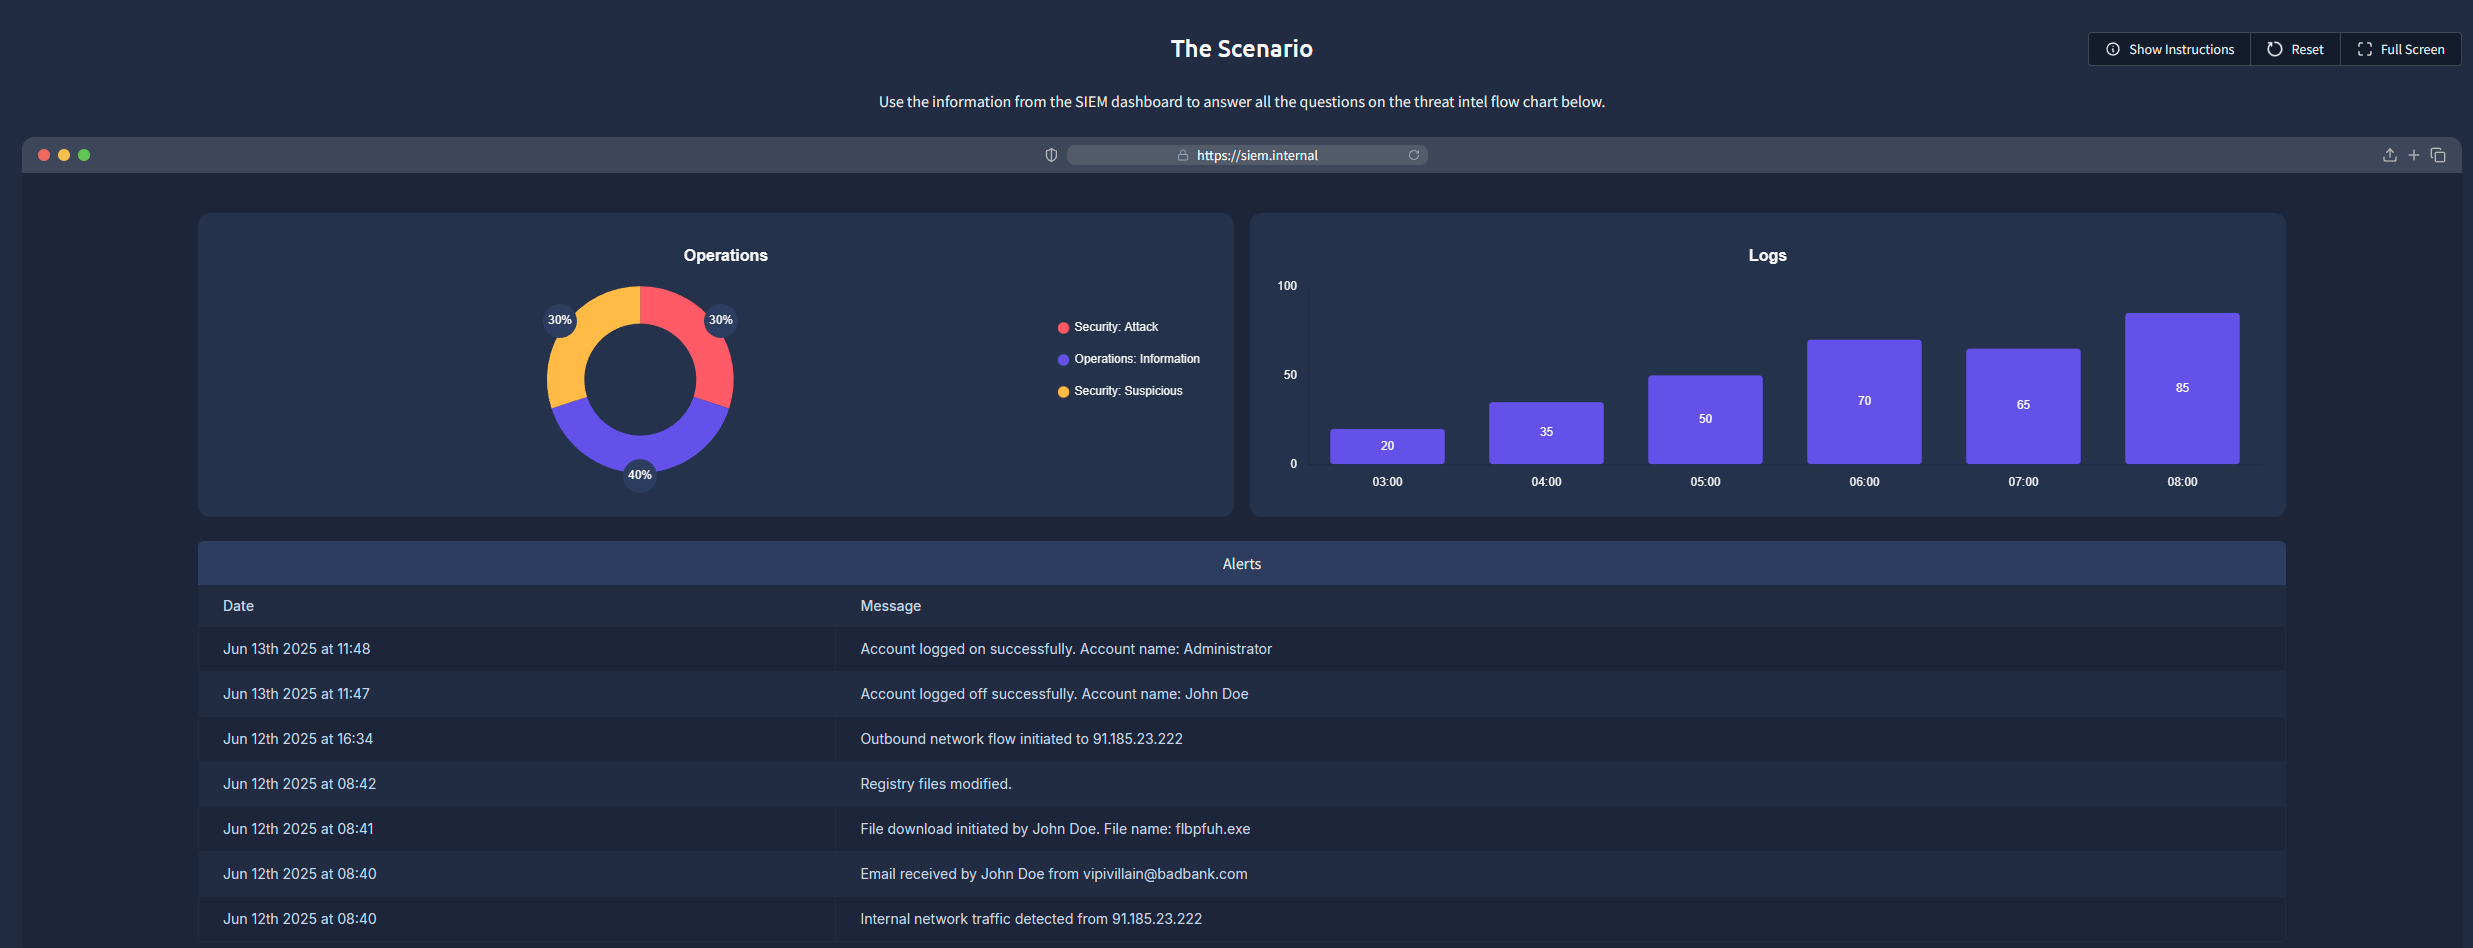 The Scenario
Show Instructions
Reset
Full Screen
Use the information from the SIEM dashboard to answer all the questions on the threat intel flow chart below.
https://siem.internal
Operations
30%
30%
40%
Security: Attack
Operations: Information
Security: Suspicious
Logs
100
50
0
20
35
50
70
65
85
03:00
04:00
05:00
06:00
07:00
08:00
Alerts
Date Message
Jun 13th 2025 at 11:48 Account logged on successfully. Account name: Administrator
Jun 13th 2025 at 11:47 Account logged off successfully. Account name: John Doe
Jun 12th 2025 at 16:34 Outbound network flow initiated to 91.185.23.222
Jun 12th 2025 at 08:42 Registry files modified.
Jun 12th 2025 at 08:41 File download initiated by John Doe. File name: flbpfuh.exe
Jun 12th 2025 at 08:40 Email received by John Doe from vipivillain@badbank.com
Jun 12th 2025 at 08:40 Internal network traffic detected from 91.185.23.222